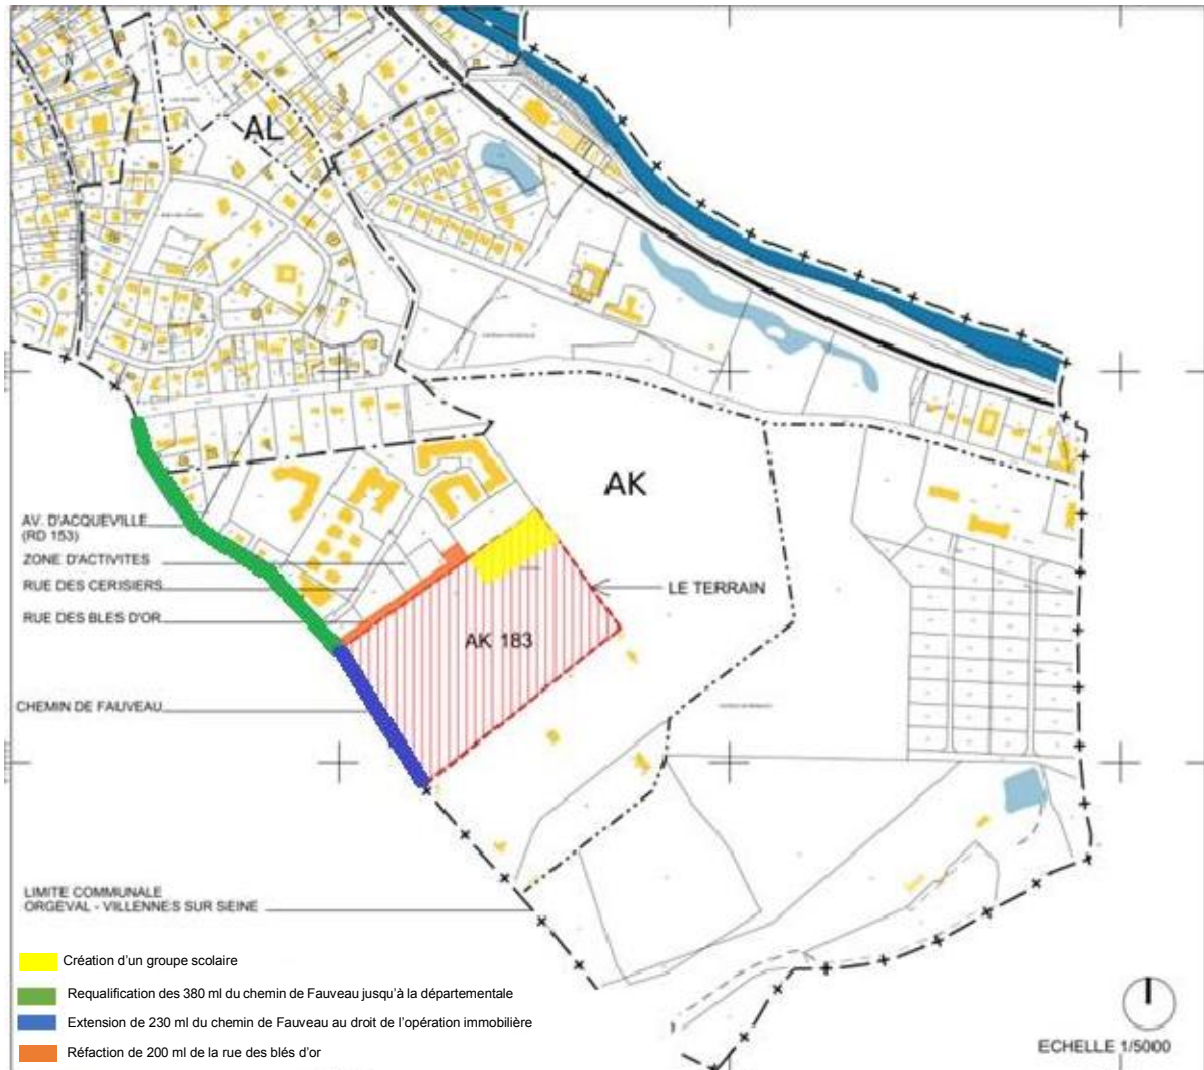 AL
AK
AV. D'ACQUEVILLE
(RD 153)
ZONE D'ACTIVITES
RUE DES CERISIERS
LE TERRAIN
RUE DES BLES D'OR
AK 183
CHEMIN DE FAUVEAU
LIMITE COMMUNALE
ORGEVAL - VILLENNES SUR SEINE
Création d'un groupe scolaire
Requalification des 380 ml du chemin de Fauveau jusqu'à la départementale
Extension de 230 ml du chemin de Fauveau au droit de l'opération immobilière
Réfaction de 200 ml de la rue des blés d'or
ECHELLE 1/5000